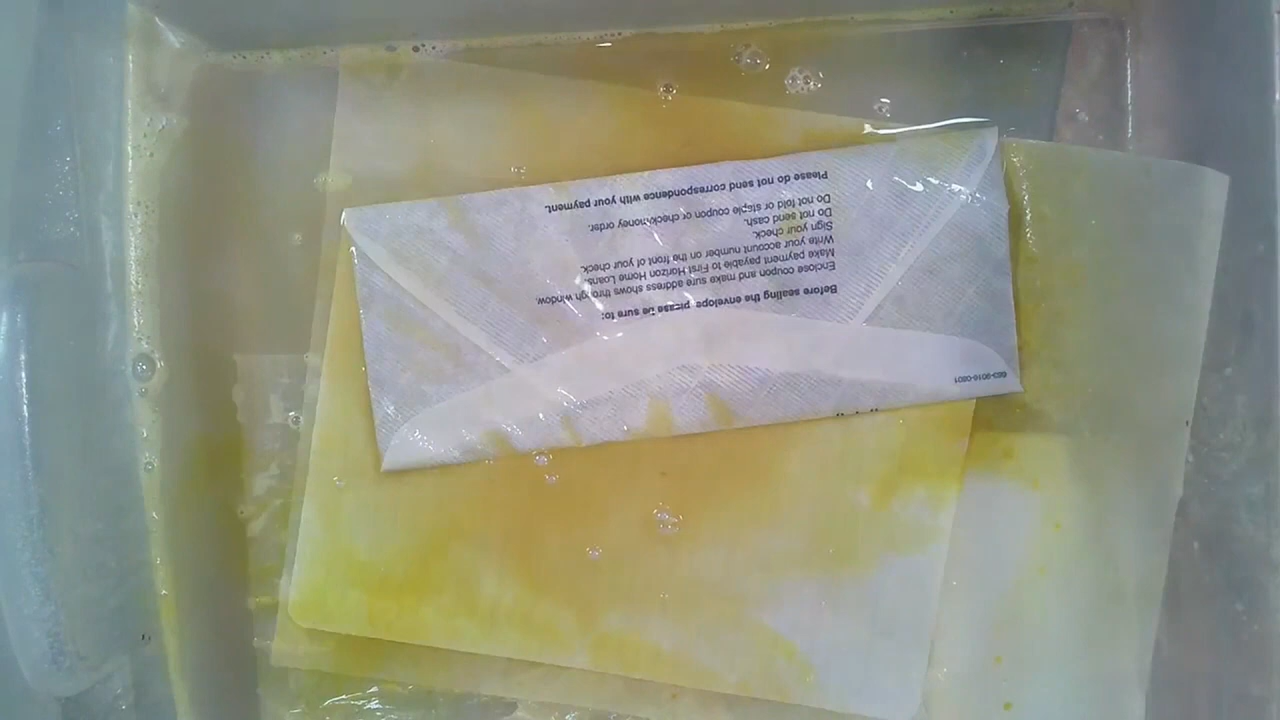 Before sealing the envelope, please be sure to:
Enclose coupon and make sure address shows through window.
Make payment payable to First Horizon Home Loans.
Write your account number on the front of your check.
Sign your check.
Do not send cash.
Do not fold or staple coupon or check/money order.
Please do not send correspondence with your payment.